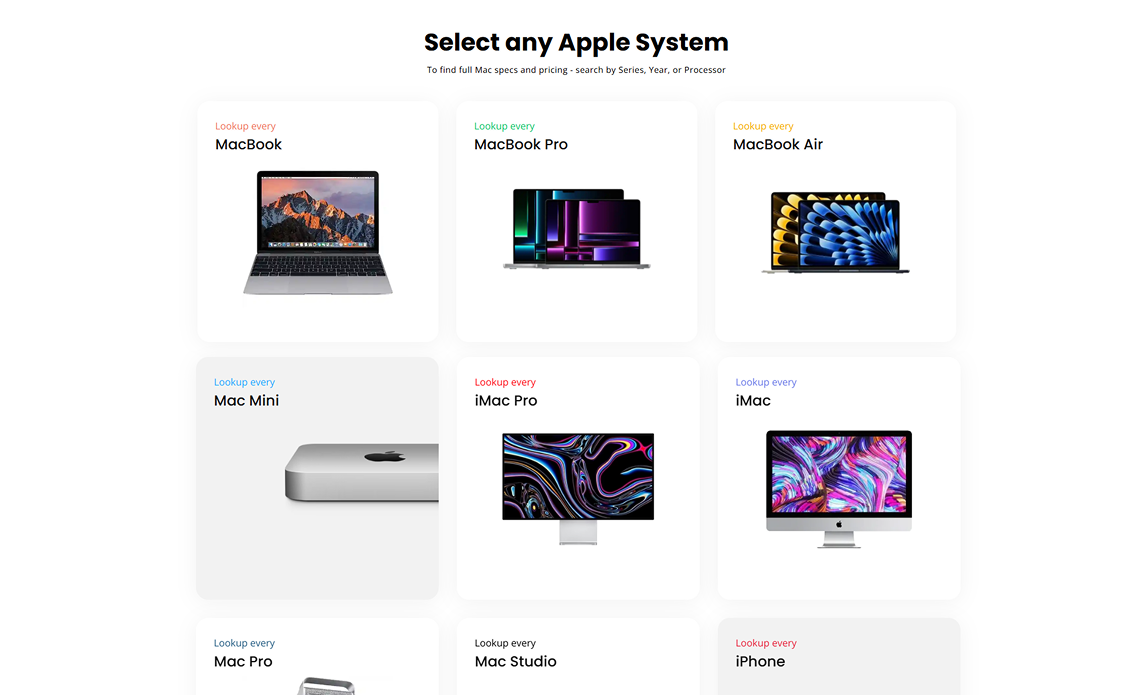 Select any Apple System
To find full Mac specs and pricing - search by Series, Year, or Processor
Lookup every
MacBook
Lookup every
MacBook Pro
Lookup every
MacBook Air
Lookup every
Mac Mini
Lookup every
iMac Pro
Lookup every
iMac
Lookup every
Mac Pro
Lookup every
Mac Studio
Lookup every
iPhone